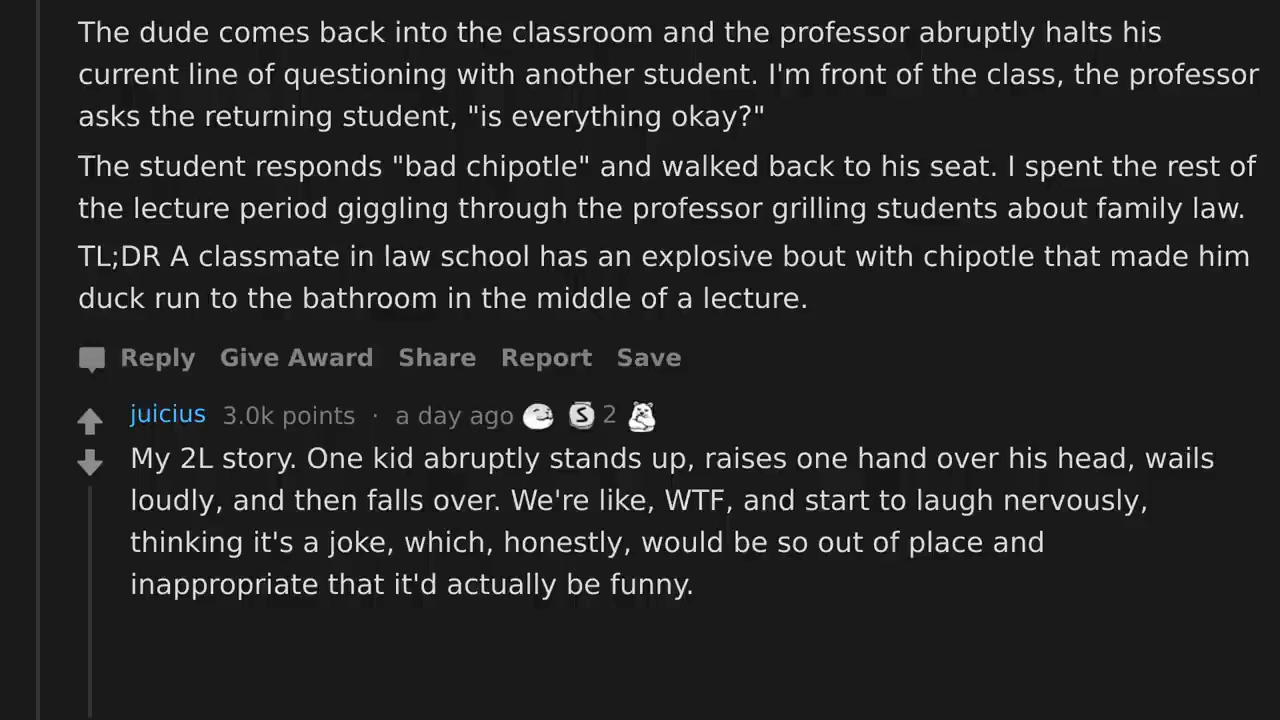 The dude comes back into the classroom and the professor abruptly halts his
current line of questioning with another student. I'm front of the class, the professor
asks the returning student, "is everything okay?"
The student responds "bad chipotle" and walked back to his seat. I spent the rest of
the lecture period giggling through the professor grilling students about family law.
TL;DR A classmate in law school has an explosive bout with chipotle that made him
duck run to the bathroom in the middle of a lecture.
Reply Give Award Share Report Save
juicius 3.0k points · a day ago S 2
My 2L story. One kid abruptly stands up, raises one hand over his head, wails
loudly, and then falls over. We're like, WTF, and start to laugh nervously,
thinking it's a joke, which, honestly, would be so out of place and
inappropriate that it'd actually be funny.